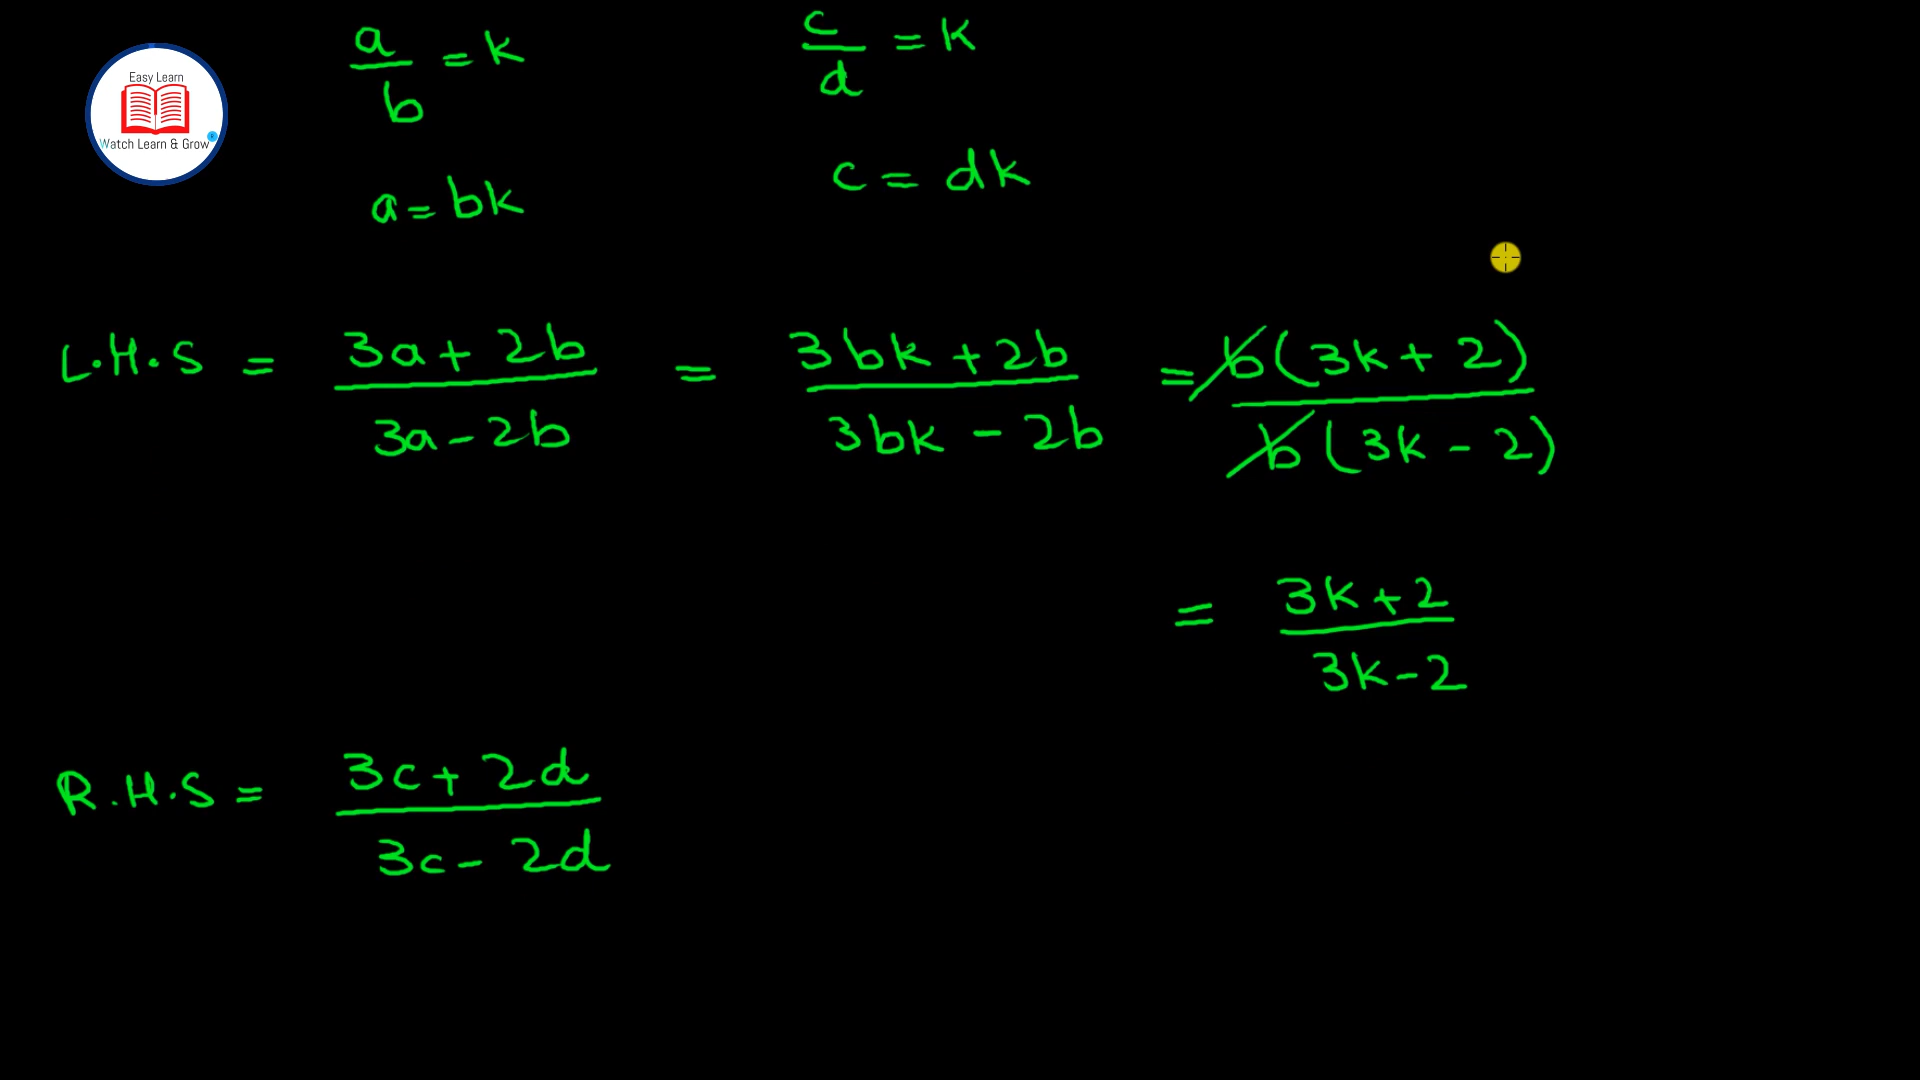 Easy Learn
Watch Learn & Grow
a/b = k
c/d = k
a = bk
c = dk
L.H.S = (3a + 2b)/(3a - 2b) = (3bk + 2b)/(3bk - 2b) = b(3k + 2)/b(3k - 2)
= (3k + 2)/(3k - 2)
R.H.S = (3c + 2d)/(3c - 2d)